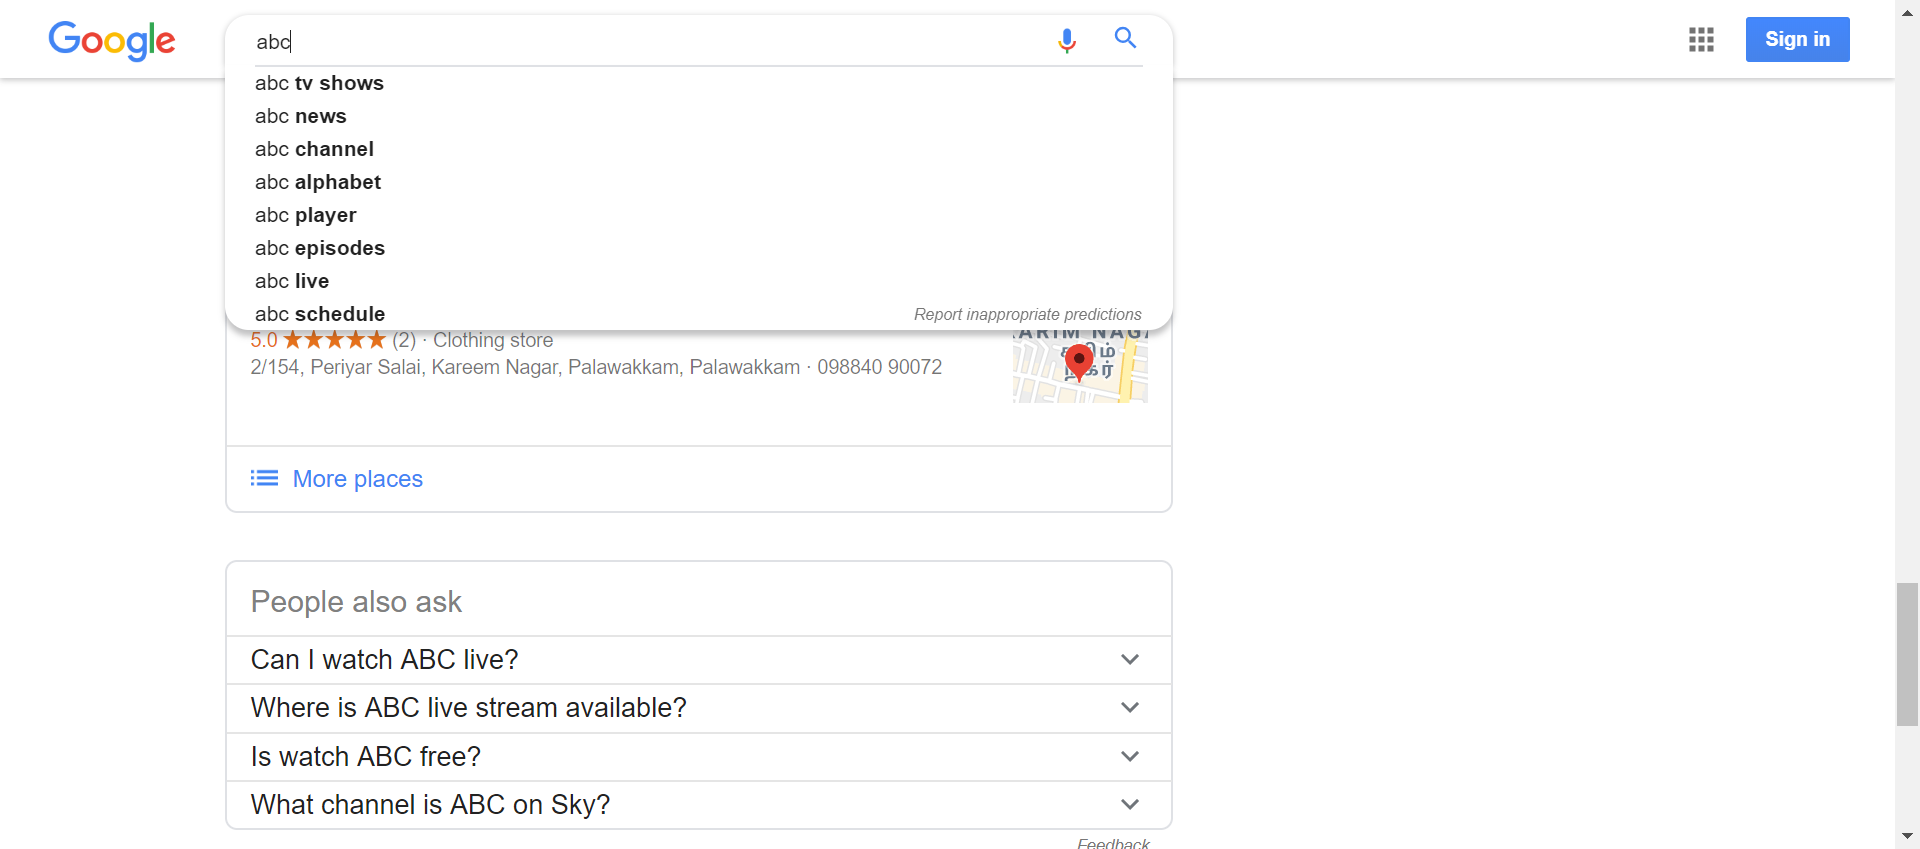 Google
abc
Sign in
abc tv shows
abc news
abc channel
abc alphabet
abc player
abc episodes
abc live
abc schedule
Report inappropriate predictions
5.0 ★★★★★ (2) · Clothing store
2/154, Periyar Salai, Kareem Nagar, Palawakkam, Palawakkam · 098840 90072
More places
People also ask
Can I watch ABC live?
Where is ABC live stream available?
Is watch ABC free?
What channel is ABC on Sky?
Feedback